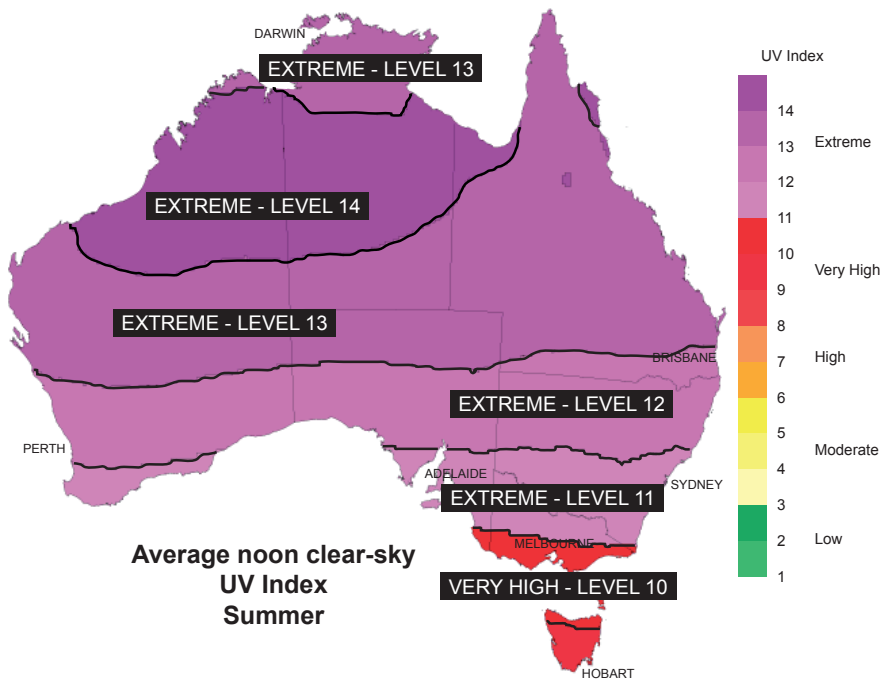 DARWIN
EXTREME - LEVEL 13
EXTREME - LEVEL 14
EXTREME - LEVEL 13
BRISBANE
EXTREME - LEVEL 12
PERTH
ADELAIDE
SYDNEY
EXTREME - LEVEL 11
MELBOURNE
VERY HIGH - LEVEL 10
HOBART
Average noon clear-sky
UV Index
Summer
UV Index
14
13
Extreme
12
11
10
Very High
9
8
High
7
6
5
Moderate
4
3
2
Low
1